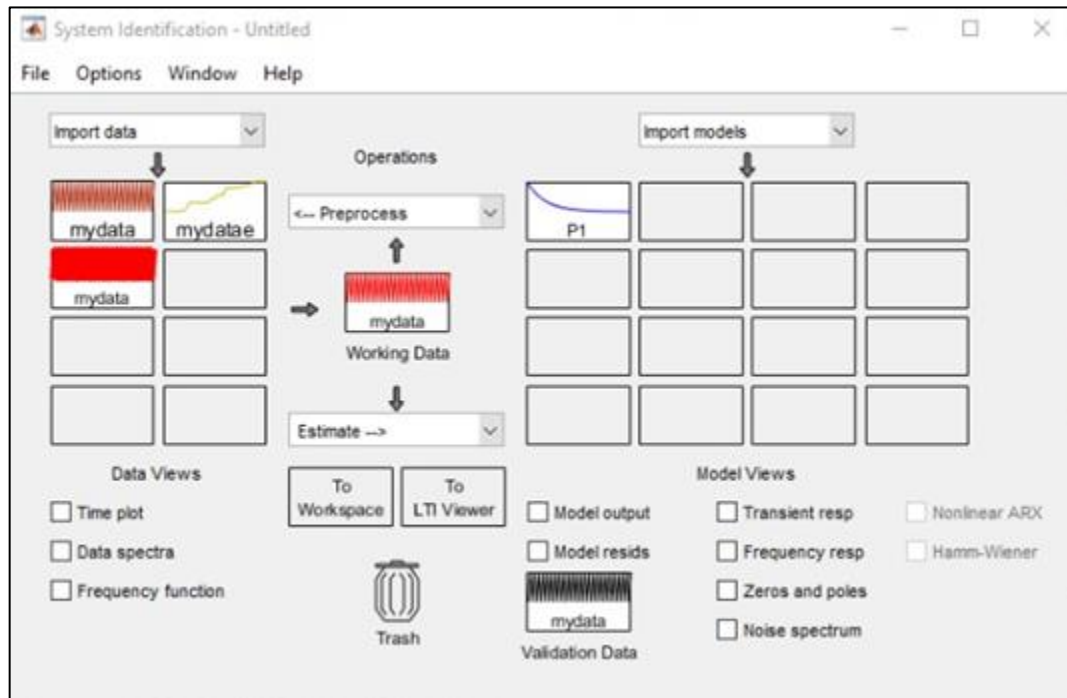 System Identification - Untitled
File Options Window Help
Import data
Import models
Operations
mydata mydatae
<-- Preprocess
P1
mydata
mydata
Working Data
Estimate -->
Data Views
To Workspace
To LTI Viewer
Model Views
Time plot
Data spectra
Frequency function
Trash
Model output
Model resids
mydata
Validation Data
Transient resp
Frequency resp
Zeros and poles
Noise spectrum
Nonlinear ARX
Hamm-Wiener